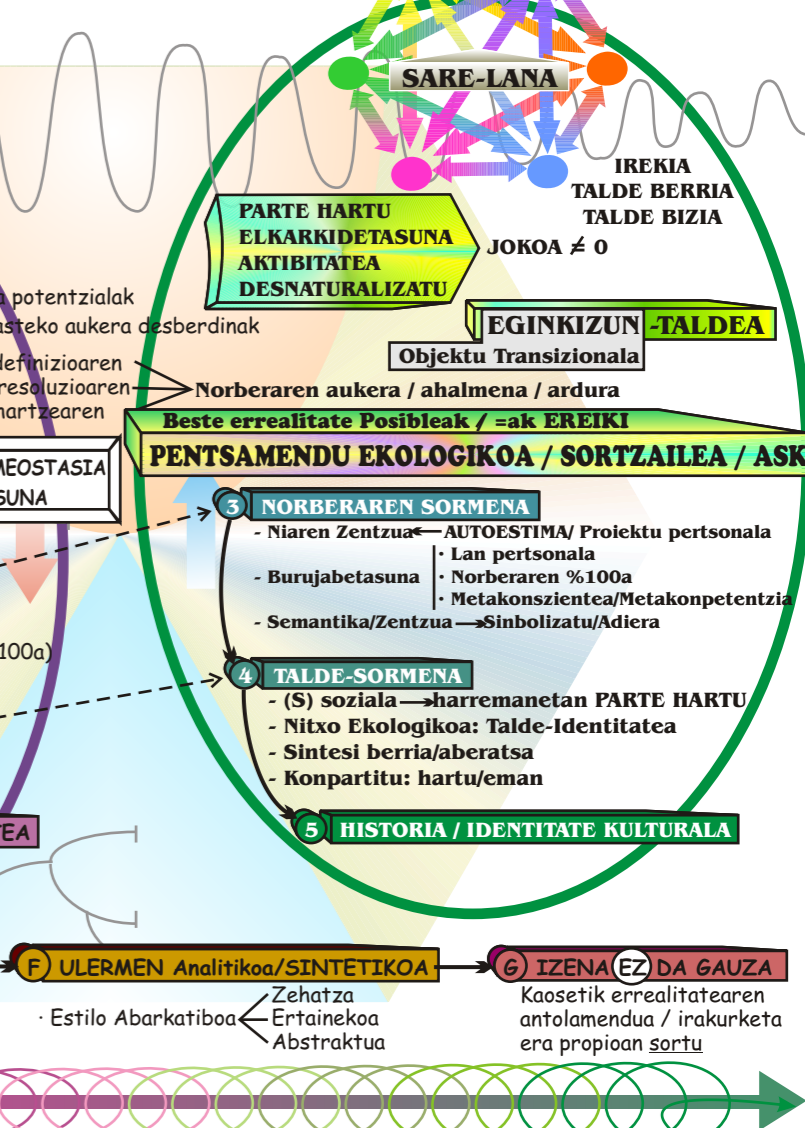 SARE-LANA
IREKIA
TALDE BERRIA
TALDE BIZIA
PARTE HARTU
ELKARKIDETASUNA
AKTIBITATEA
DESNATURALIZATU
JOKOA ≠ 0
potentzialak
aukera desberdinak
EGINKIZUN -TALDEA
Objektu Transizionala
definizioaren
resoluzioaren
hartzearen
Norberaren aukera / ahalmena / ardura
Beste errealitate Posibleak / =ak EREIKI
PENTSAMENDU EKOLOGIKOA / SORTZAILEA / ASK
MEOSTASIA
SUNA
3 NORBERAREN SORMENA
- Niaren Zentzua ← AUTOESTIMA/ Proiektu pertsonala
· Lan pertsonala
- Burujabetasuna · Norberaren %100a
· Metakonszientea/Metakonpetentzia
- Semantika/Zentzua → Sinbolizatu/Adiera
100a)
4 TALDE-SORMENA
- (S) soziala → harremanetan PARTE HARTU
- Nitxo Ekologikoa: Talde-Identitatea
- Sintesi berria/aberatsa
- Konpartitu: hartu/eman
TEA
5 HISTORIA / IDENTITATE KULTURALA
F ULERMEN Analitikoa/SINTETIKOA
G IZENA EZ DA GAUZA
Zehatza
· Estilo Abarkatiboa Ertainekoa
Abstraktua
Kaosetik errealitatearen
antolamendua / irakurketa
era propioan sortu